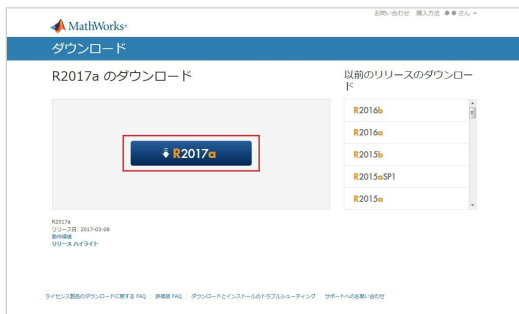 お問い合わせ 購入方法 ●● さん
MathWorks®
ダウンロード
R2017a のダウンロード
R2017a
R2017a
リリース日: 2017-03-08
動作環境
リリース ハイライト
以前のリリースのダウンロー
ド
R2016b
R2016a
R2015b
R2015aSP1
R2015a
ライセンス製品のダウンロードに関する FAQ | 評価版 FAQ | ダウンロードとインストールのトラブルシューティング | サポートへのお問い合わせ